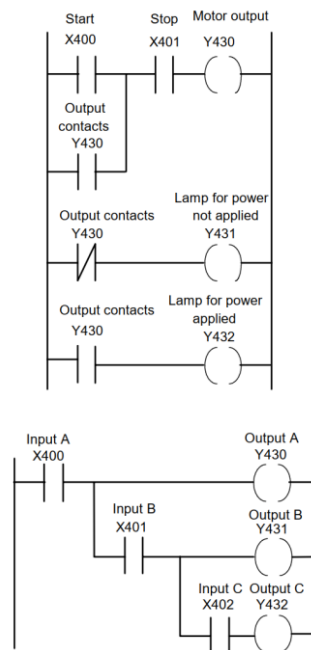 Start
Stop
Motor output
X400
X401
Y430
Output
contacts
Y430
Output contacts
Y430
Lamp for power
not applied
Y431
Output contacts
Y430
Lamp for power
applied
Y432
Input A
X400
Output A
Y430
Input B
X401
Output B
Y431
Input C
X402
Output C
Y432